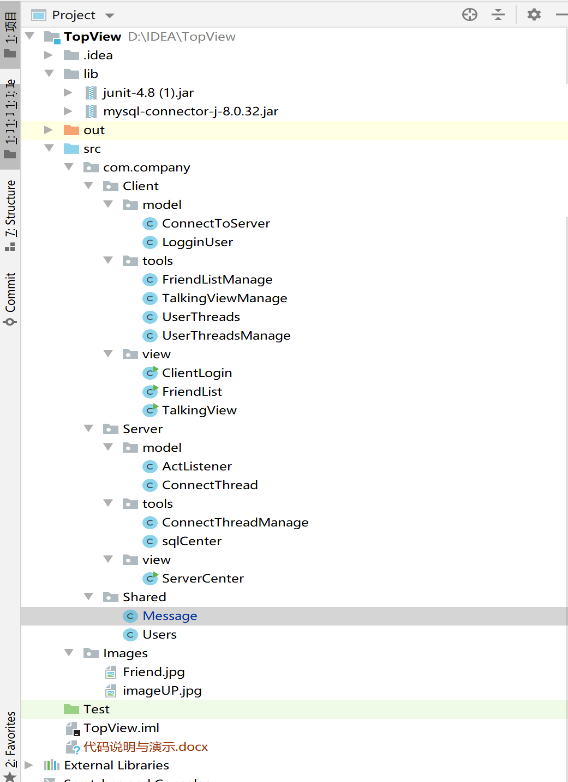 Project
TopView D:\IDEA\TopView
.idea
lib
junit-4.8 (1).jar
mysql-connector-j-8.0.32.jar
out
src
com.company
Client
model
ConnectToServer
LogginUser
tools
FriendListManage
TalkingViewManage
UserThreads
UserThreadsManage
view
ClientLogin
FriendList
TalkingView
Server
model
ActListener
ConnectThread
tools
ConnectThreadManage
sqlCenter
view
ServerCenter
Shared
Message
Users
Images
Friend.jpg
imageUP.jpg
Test
TopView.iml
代码说明与演示.docx
External Libraries
1: 项目
7: Structure
Commit
2: Favorites